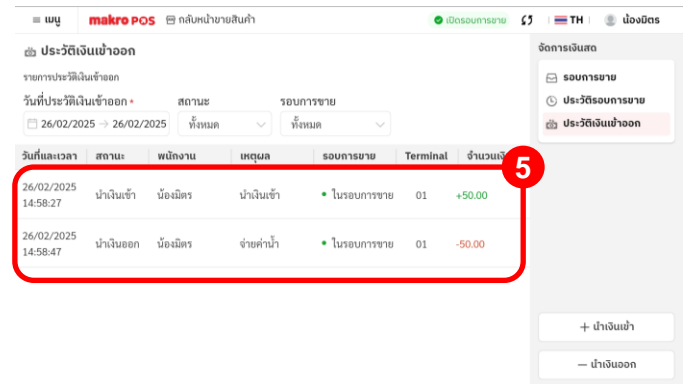 เมนู makro POS กลับหน้าขายสินค้า เปิดรอบการขาย TH น้องมิตร
ประวัติเงินเข้าออก
รายการประวัติเงินเข้าออก
วันที่ประวัติเงินเข้าออก * สถานะ รอบการขาย
26/02/2025 → 26/02/2025 ทั้งหมด ทั้งหมด
วันที่และเวลา สถานะ พนักงาน เหตุผล รอบการขาย Terminal
5
26/02/2025
14:58:27
นำเงินเข้า น้องมิตร นำเงินเข้า ในรอบการขาย 01 +50.00
26/02/2025
14:58:47
นำเงินออก น้องมิตร จ่ายค่าน้ำ ในรอบการขาย 01 -50.00
จัดการเงินสด
รอบการขาย
ประวัติรอบการขาย
ประวัติเงินเข้าออก
+ นำเงินเข้า
— นำเงินออก